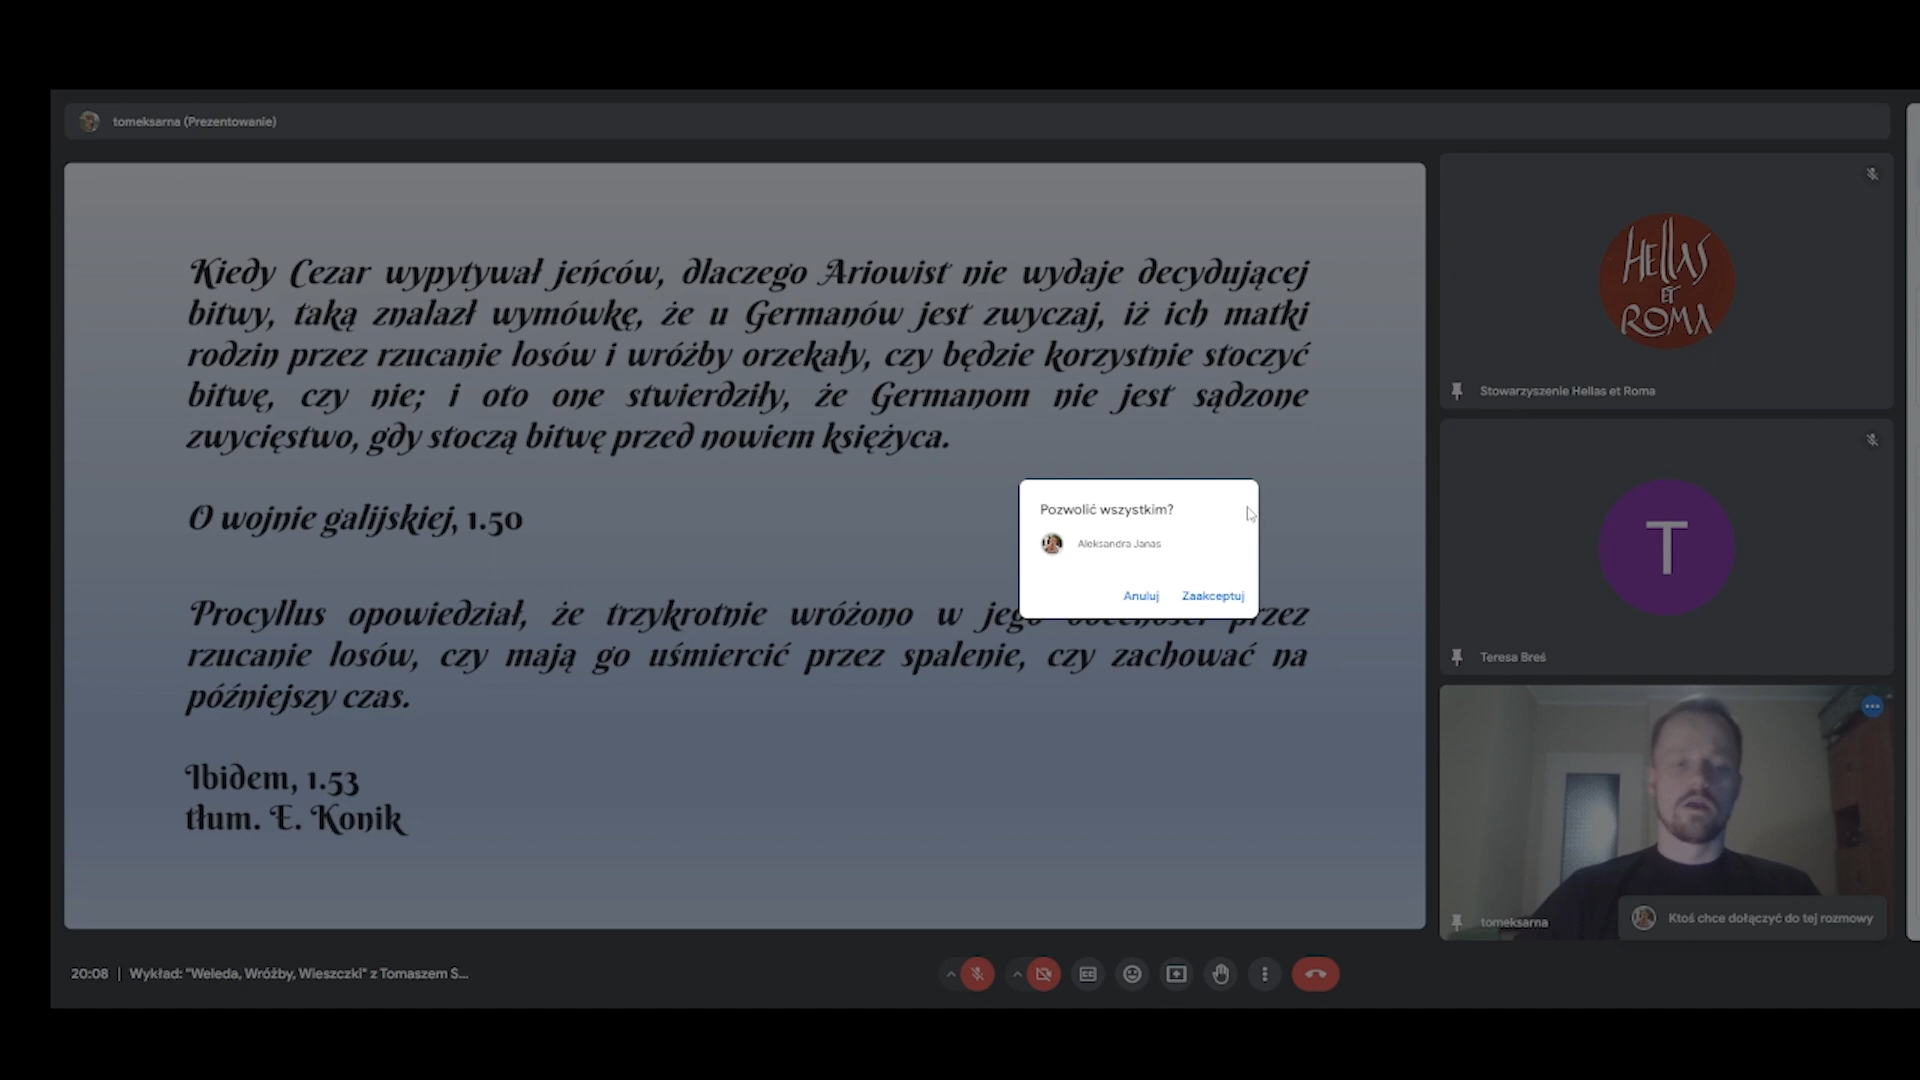 tomeksarna (Prezentowanie)
Kiedy Cezar wypytywał jeńców, dlaczego Ariowist nie wydaje decydującej
bitwy, taką znalazł wymówkę, że u Germanów jest zwyczaj, iż ich matki
rodzin przez rzucanie losów i wróżby orzekały, czy będzie korzystnie stoczyć
bitwę, czy nie; i oto one stwierdziły, że Germanom nie jest sądzone
zwycięstwo, gdy stoczą bitwę przed nowiem księżyca.
O wojnie galijskiej, 1.50
Procyllus opowiedział, że trzykrotnie wróżono w jego przez
rzucanie losów, czy mają go uśmiercić przez spalenie, czy zachować na
późniejszy czas.
Ibidem, 1.53
tłum. E. Konik
Pozwolić wszystkim?
Aleksandra Janas
Anuluj Zaakceptuj
HELLAS
ET
ROMA
Stowarzyszenie Hellas et Roma
T
Teresa Breś
tomeksarna
Ktoś chce dołączyć do tej rozmowy
20:08 | Wykład: "Weleda, Wróżby, Wieszczki" z Tomaszem S...